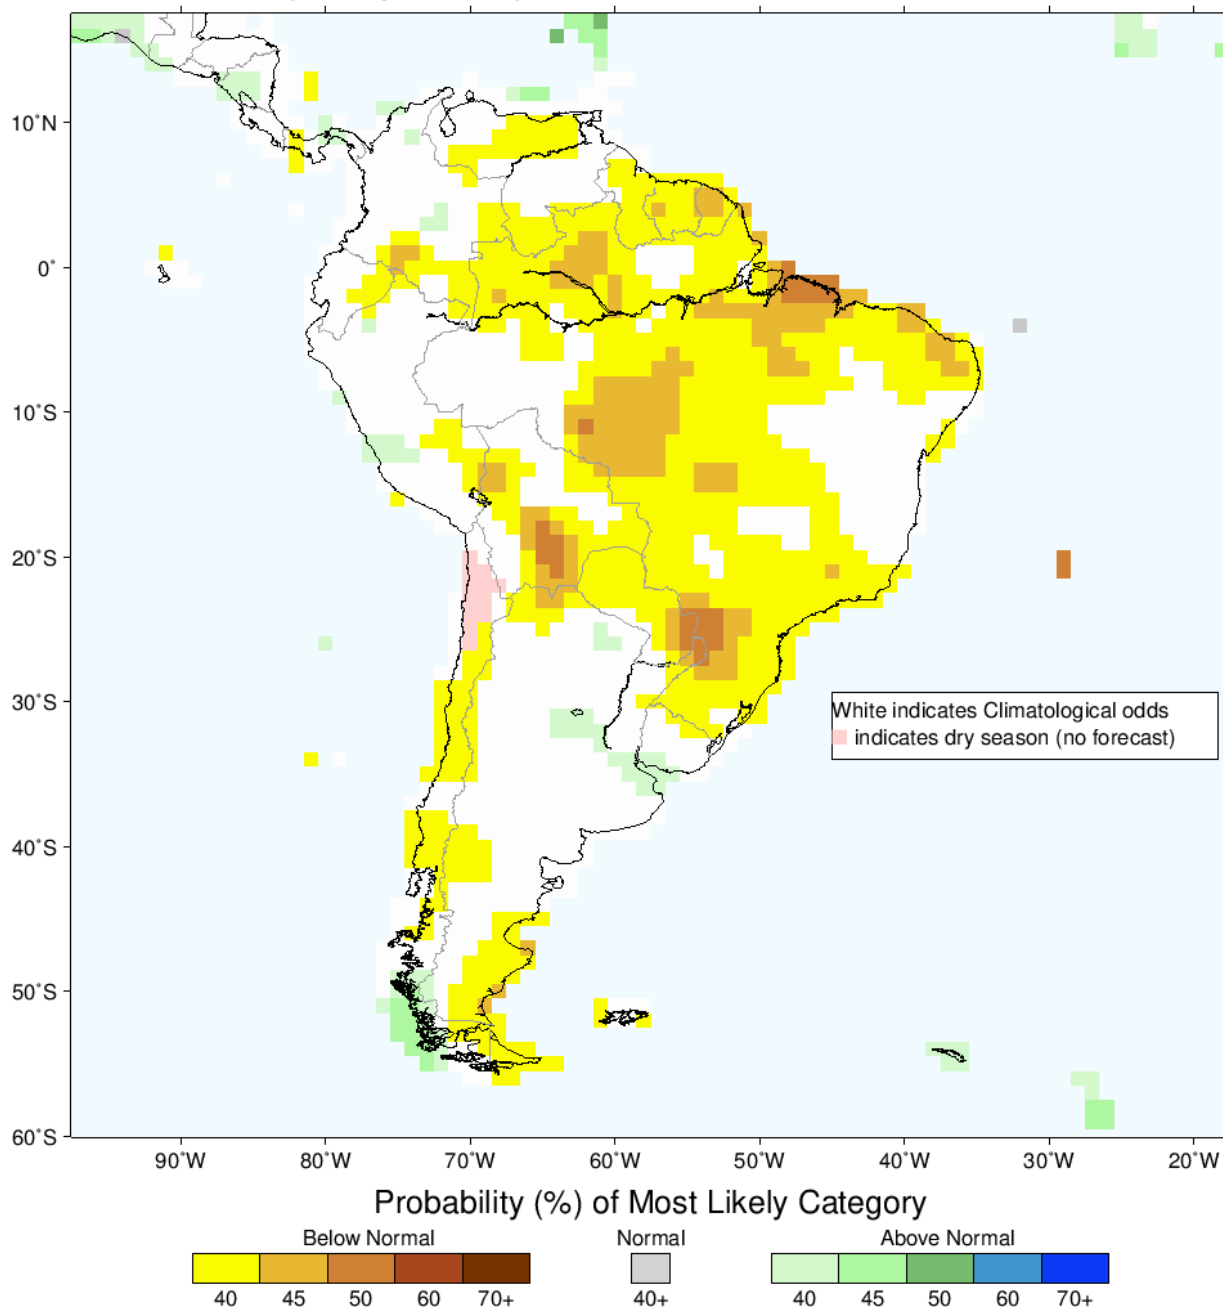 10°N
0°
10°S
20°S
30°S
40°S
50°S
60°S
White indicates Climatological odds
indicates dry season (no forecast)
90°W 80°W 70°W 60°W 50°W 40°W 30°W 20°W
Probability (%) of Most Likely Category
Below Normal Normal Above Normal
40 45 50 60 70+ 40+ 40 45 50 60 70+